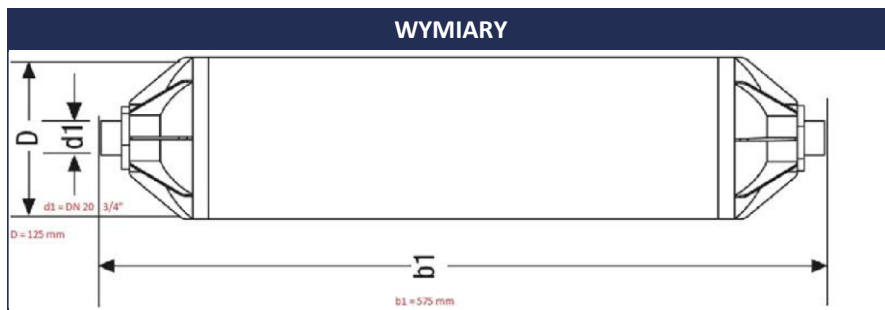 WYMIARY
D
d1
d1 = DN 20 3/4"
D = 125 mm
b1
b1 = 575 mm